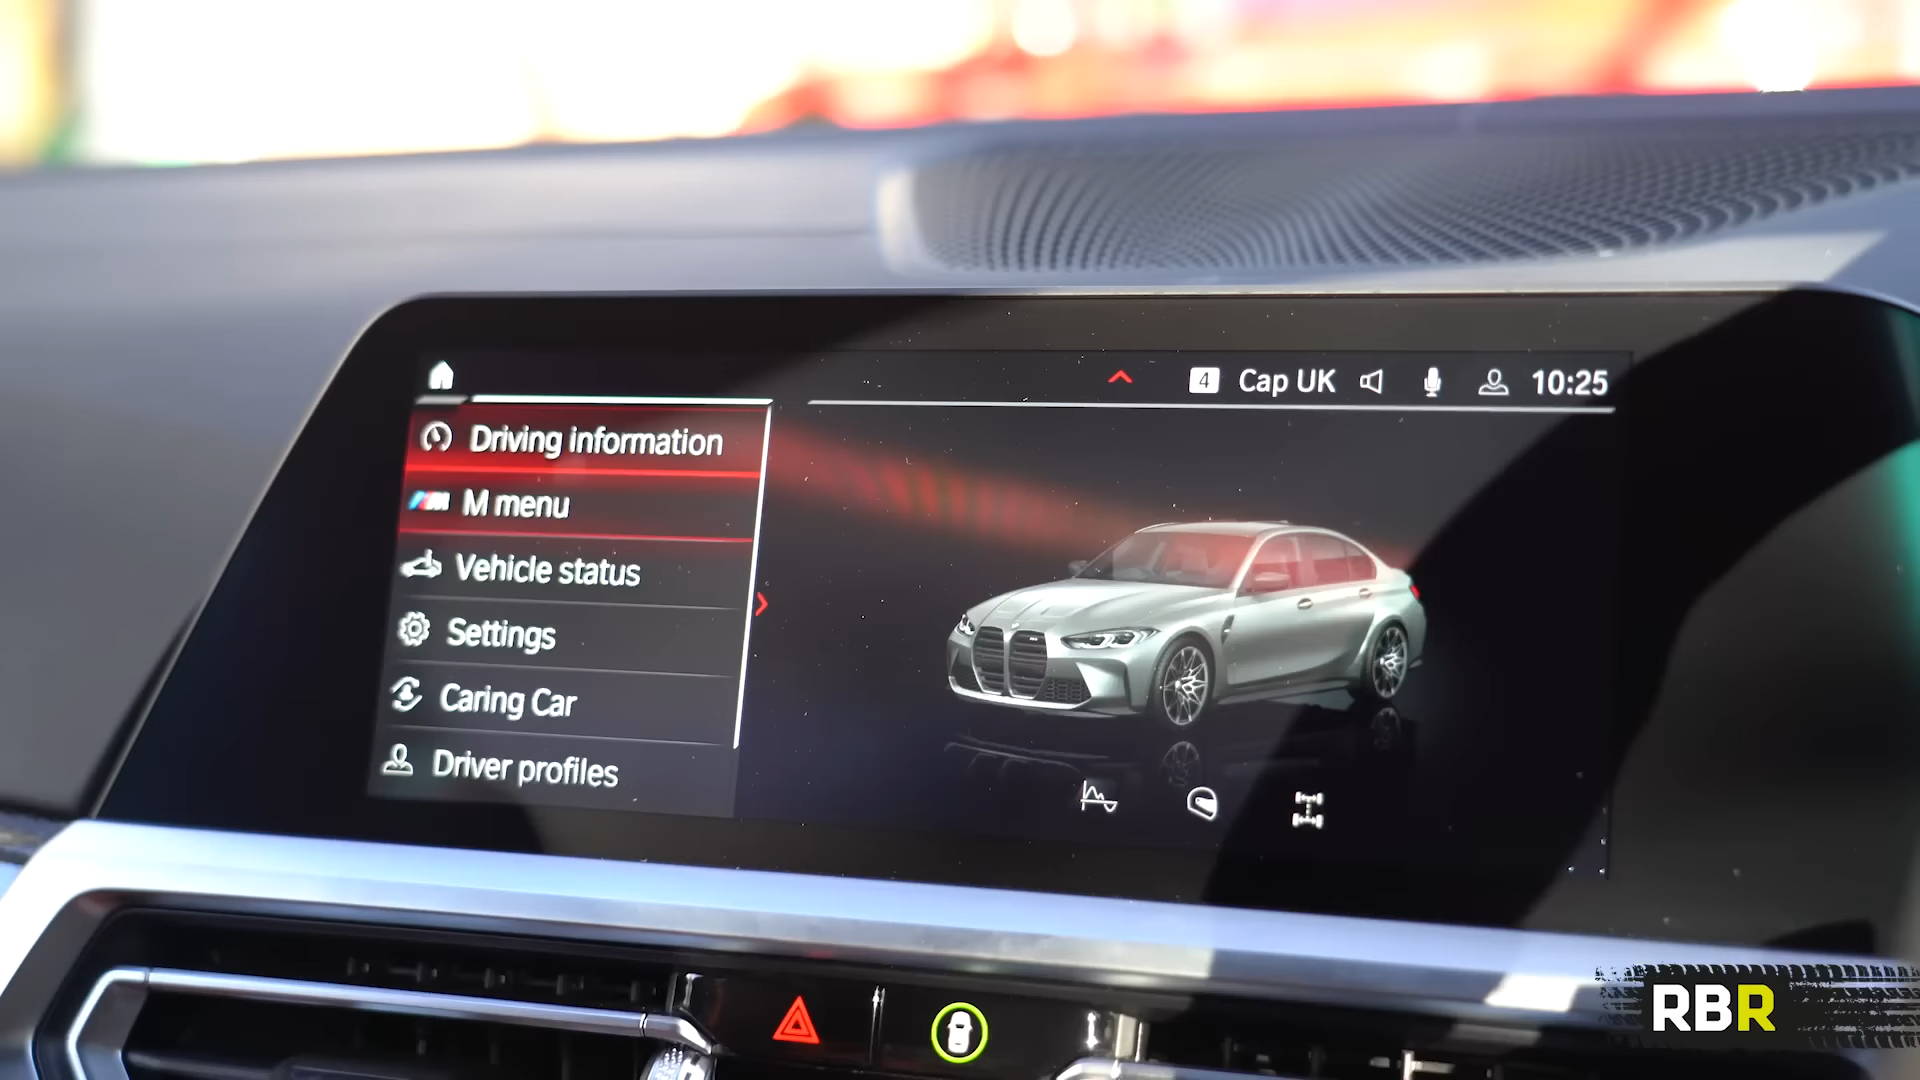 4 Cap UK 10:25
Driving information
M menu
Vehicle status
Settings
Caring Car
Driver profiles
RBR